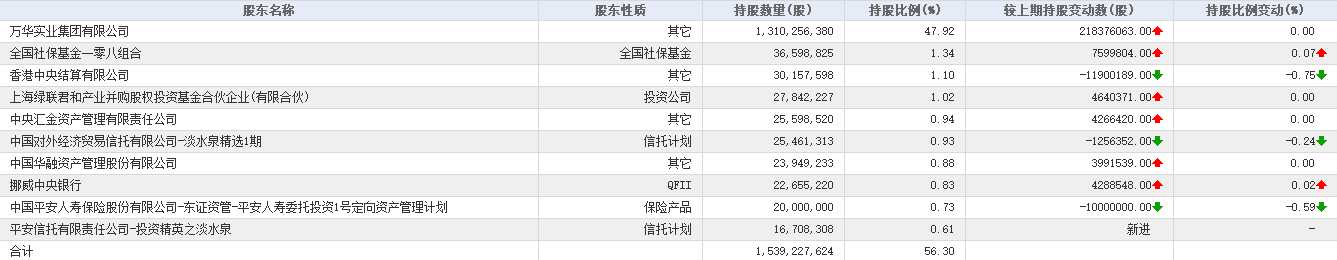 股东名称 股东性质 持股数量(股) 持股比例(%) 较上期持股变动数(股) 持股比例变动(%)
万华实业集团有限公司 其它 1,310,256,380 47.92 218376063.00 0.00
全国社保基金一零八组合 全国社保基金 36,598,825 1.34 7599804.00 0.07
香港中央结算有限公司 其它 30,157,598 1.10 -11900189.00 -0.75
上海绿联君和产业并购股权投资基金合伙企业(有限合伙) 投资公司 27,842,227 1.02 4640371.00 0.00
中央汇金资产管理有限责任公司 其它 25,598,520 0.94 4266420.00 0.00
中国对外经济贸易信托有限公司-淡水泉精选1期 信托计划 25,461,313 0.93 -1256352.00 -0.24
中国华融资产管理股份有限公司 其它 23,949,233 0.88 3991539.00 0.00
挪威中央银行 QFII 22,655,220 0.83 4288548.00 0.02
中国平安人寿保险股份有限公司-东证资管-平安人寿委托投资1号定向资产管理计划 保险产品 20,000,000 0.73 -10000000.00 -0.59
平安信托有限责任公司-投资精英之淡水泉 信托计划 16,708,308 0.61 新进 -
合计 1,539,227,624 56.30